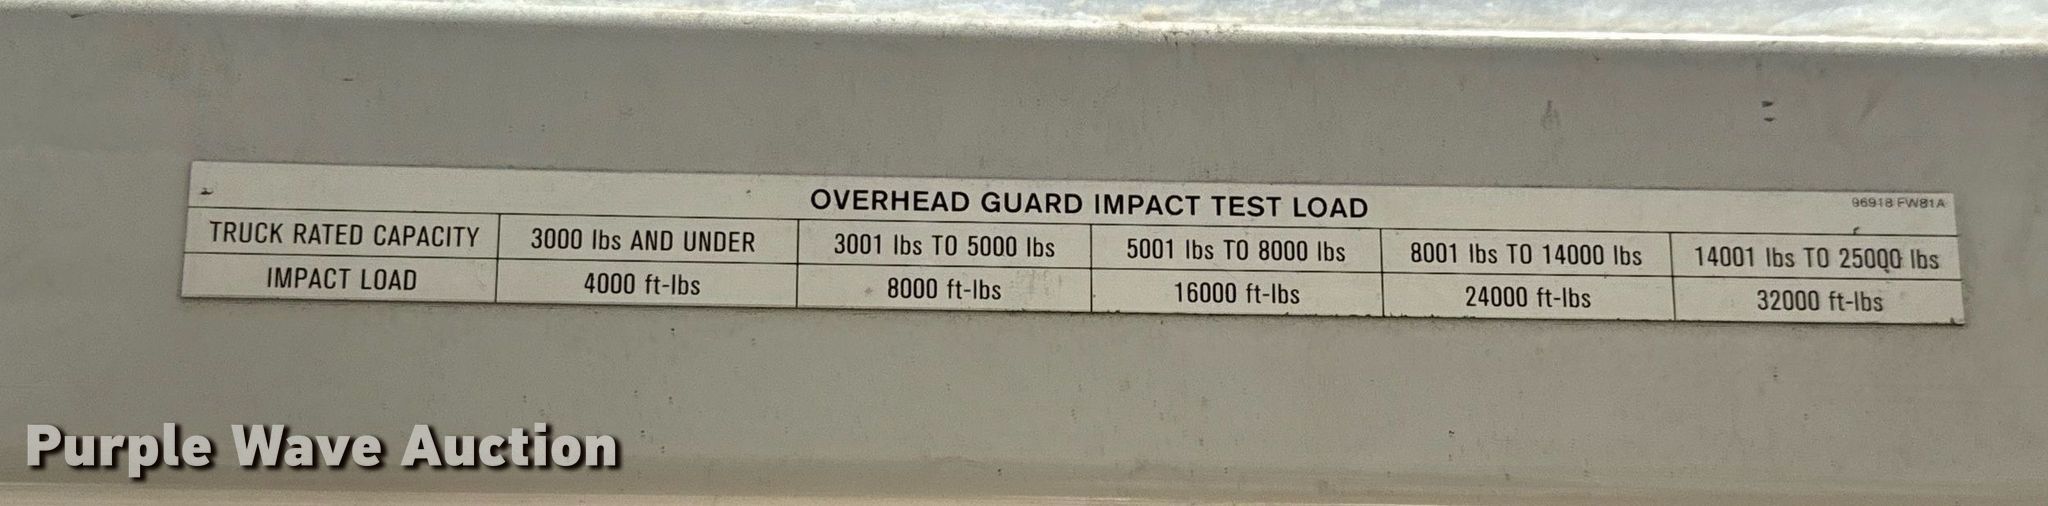 OVERHEAD GUARD IMPACT TEST LOAD 96918 FW81A
TRUCK RATED CAPACITY 3000 lbs AND UNDER 3001 lbs TO 5000 lbs 5001 lbs TO 8000 lbs 8001 lbs TO 14000 lbs 14001 lbs TO 25000 lbs
IMPACT LOAD 4000 ft-lbs 8000 ft-lbs 16000 ft-lbs 24000 ft-lbs 32000 ft-lbs
Purple Wave Auction